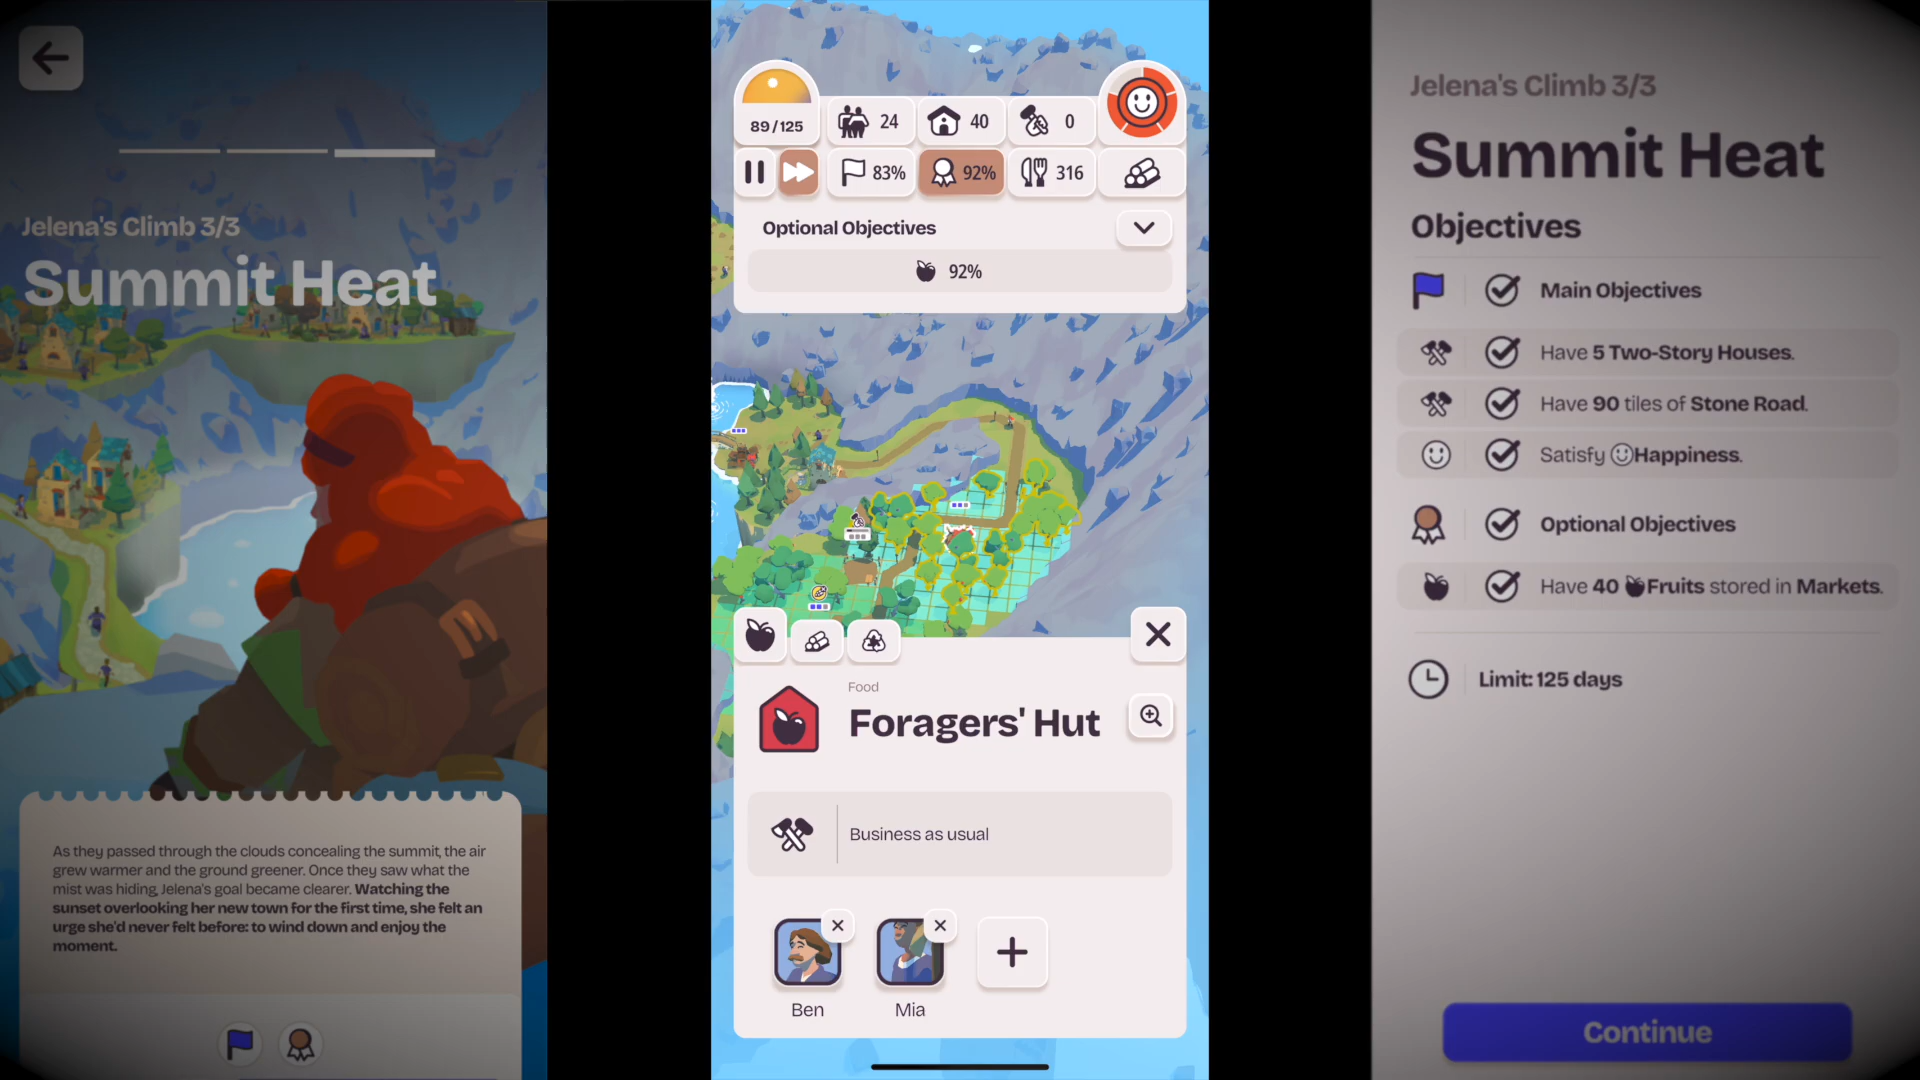 Jelena's Climb 3/3
Summit Heat
As they passed through the clouds concealing the summit, the air
grew warmer and the ground greener. Once they saw what the
mist was hiding, Jelena's goal became clearer. Watching the
sunset overlooking her new town for the first time, she felt an
urge she'd never felt before: to wind down and enjoy the
moment.
89/125
24
40
0
83%
92%
316
Optional Objectives
92%
Food
Foragers' Hut
Business as usual
Ben
Mia
Jelena's Climb 3/3
Summit Heat
Objectives
Main Objectives
Have 5 Two-Story Houses.
Have 90 tiles of Stone Road.
Satisfy Happiness.
Optional Objectives
Have 40 Fruits stored in Markets.
Limit: 125 days
Continue